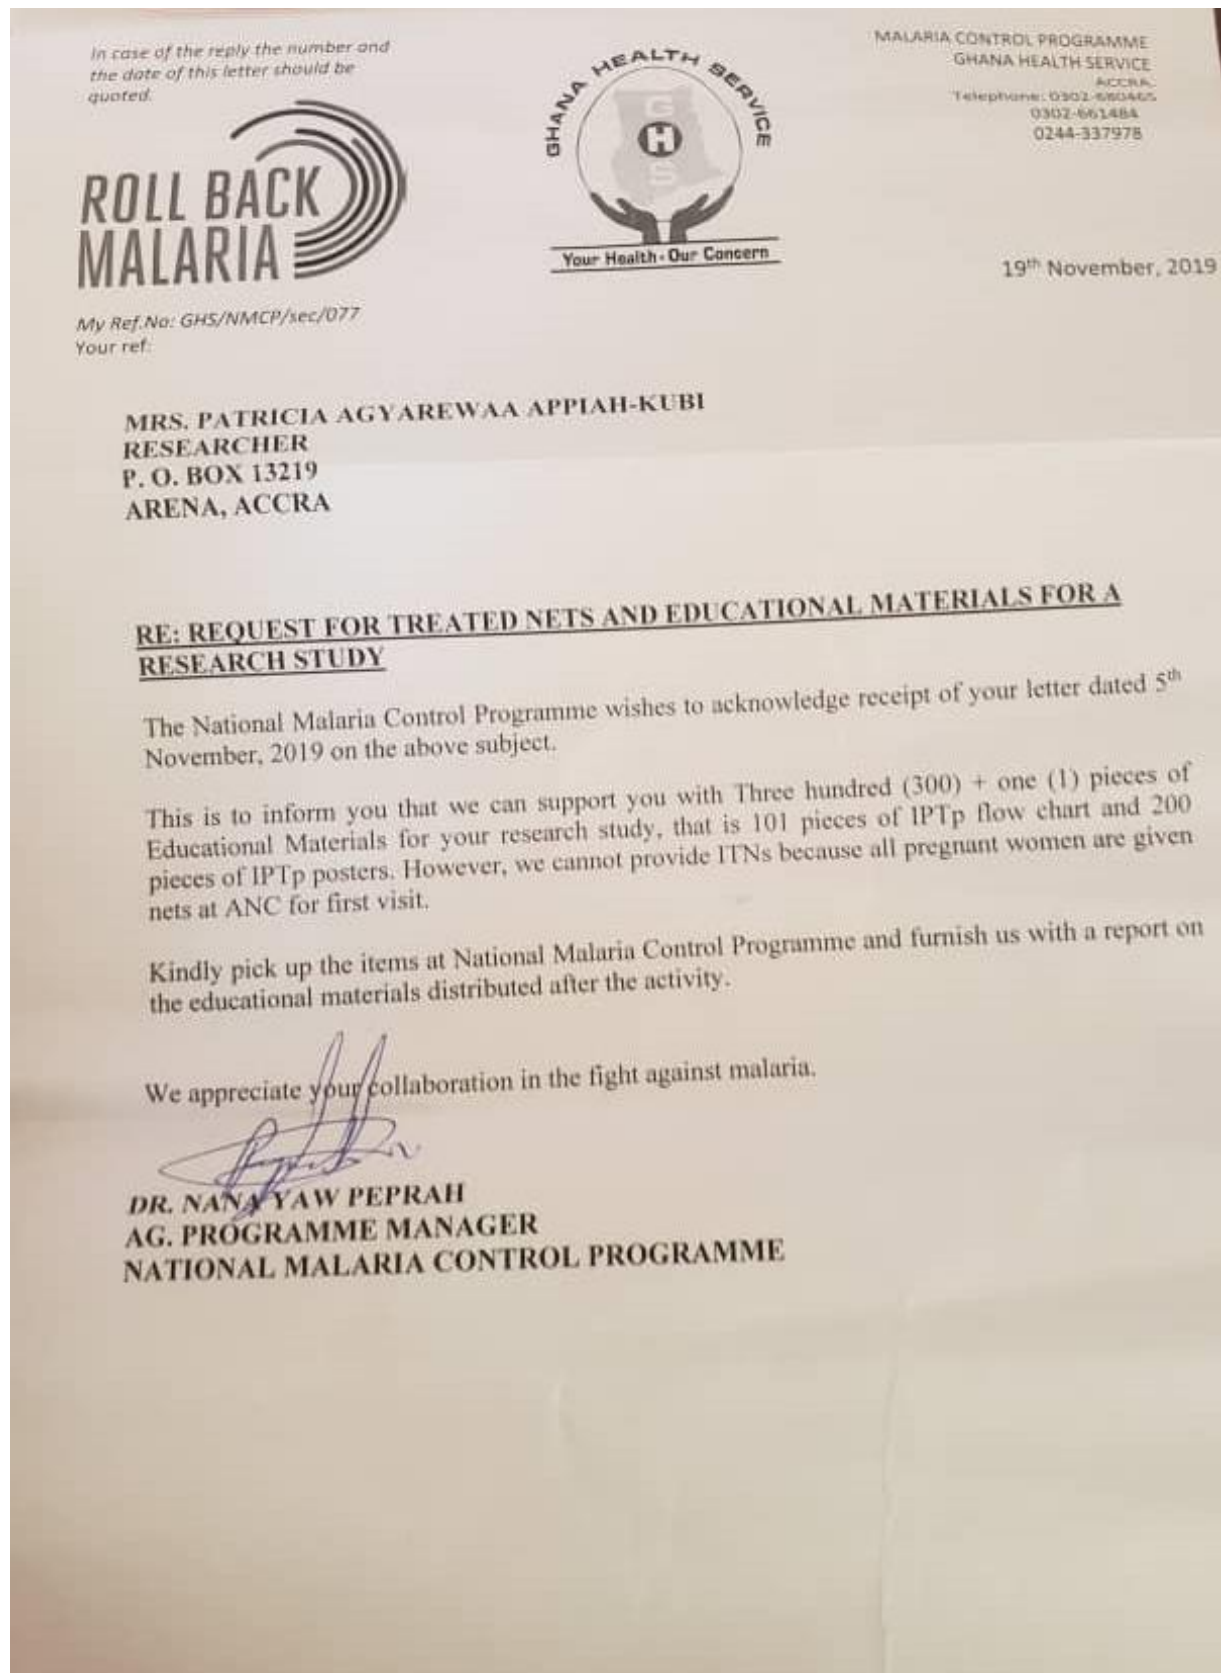 In case of the reply the number and
the date of this letter should be
quoted.
ROLL BACK
MALARIA
My Ref.No: GHS/NMCP/sec/077
Your ref:
GHANA HEALTH SERVICE
G
H
S
Your Health - Our Concern
MALARIA CONTROL PROGRAMME
GHANA HEALTH SERVICE
ACCRA.
Telephone: 0302-680465
0302-661484
0244-337978
19th November, 2019
MRS. PATRICIA AGYAREWAA APPIAH-KUBI
RESEARCHER
P. O. BOX 13219
ARENA, ACCRA
RE: REQUEST FOR TREATED NETS AND EDUCATIONAL MATERIALS FOR A
RESEARCH STUDY
The National Malaria Control Programme wishes to acknowledge receipt of your letter dated 5th
November, 2019 on the above subject.
This is to inform you that we can support you with Three hundred (300) + one (1) pieces of
Educational Materials for your research study, that is 101 pieces of IPTp flow chart and 200
pieces of IPTp posters. However, we cannot provide ITNs because all pregnant women are given
nets at ANC for first visit.
Kindly pick up the items at National Malaria Control Programme and furnish us with a report on
the educational materials distributed after the activity.
We appreciate your collaboration in the fight against malaria.
DR. NANA YAW PEPRAH
AG. PROGRAMME MANAGER
NATIONAL MALARIA CONTROL PROGRAMME